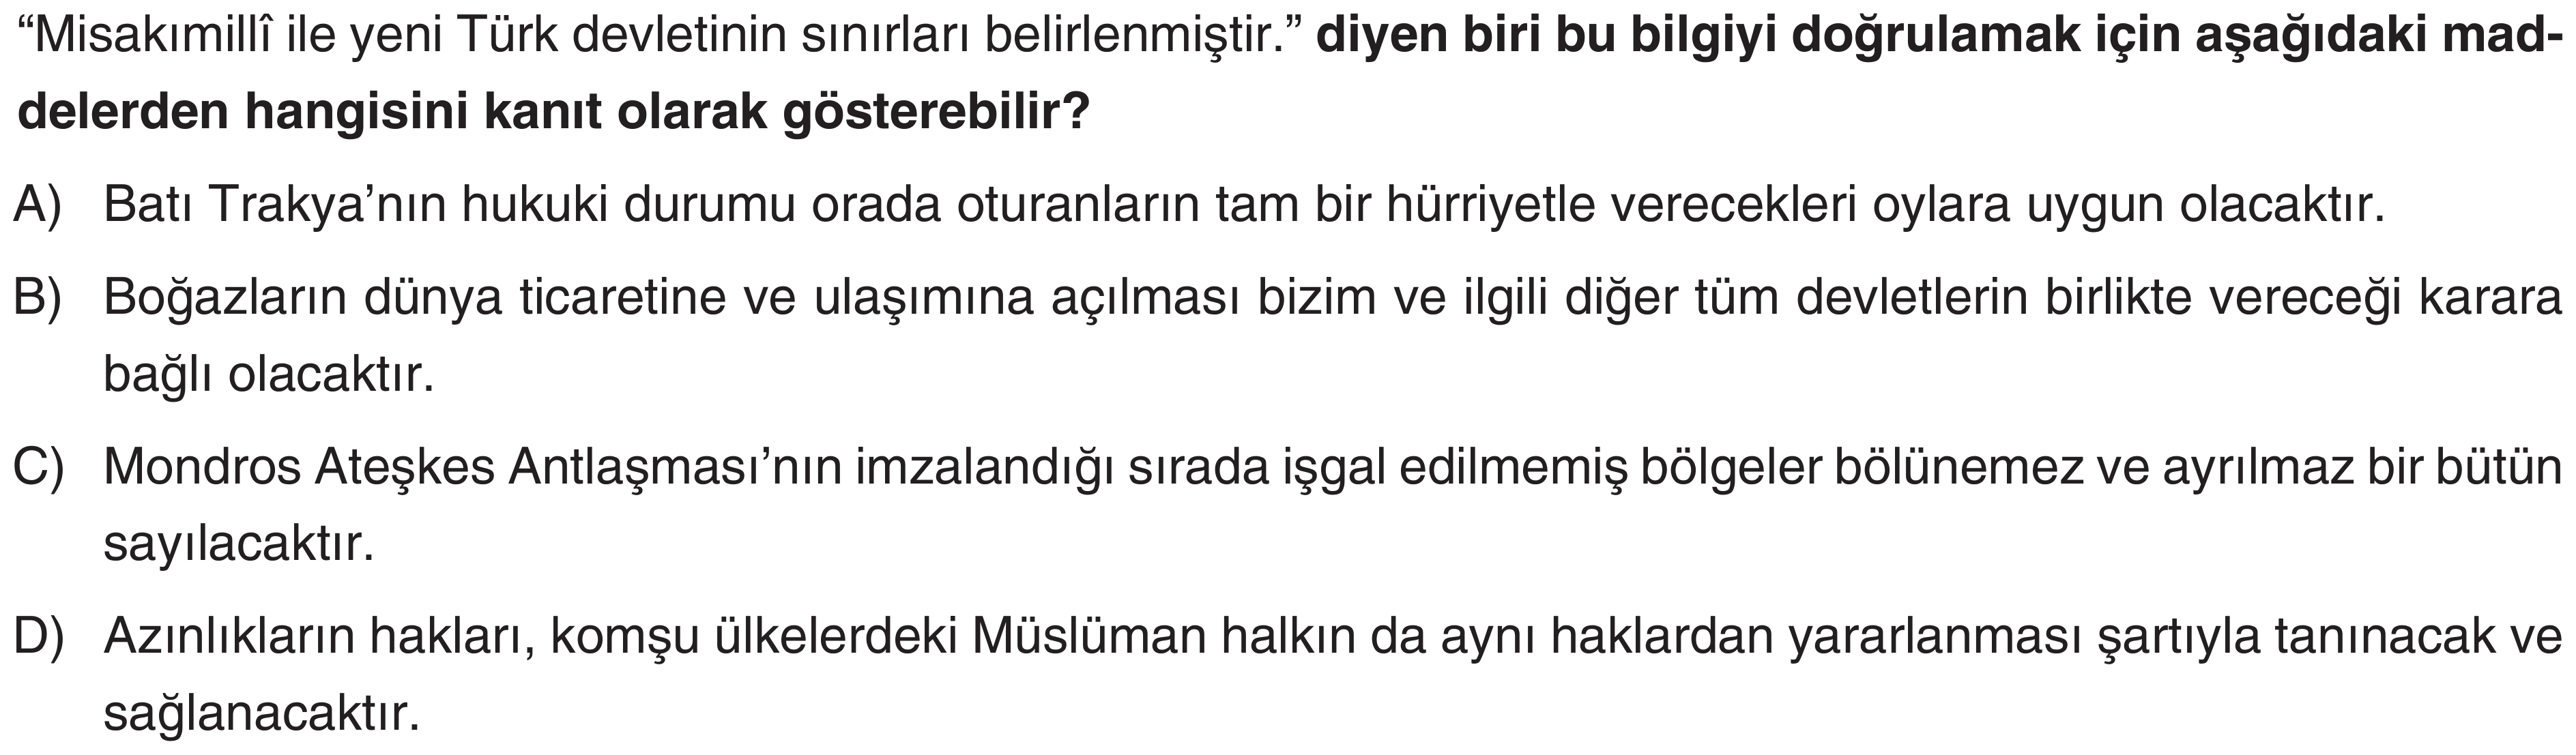 “Misakımillî ile yeni Türk devletinin sınırları belirlenmiştir.” diyen biri bu bilgiyi doğrulamak için aşağıdaki mad-
delerden hangisini kanıt olarak gösterebilir?
A) Batı Trakya’nın hukuki durumu orada oturanların tam bir hürriyetle verecekleri oylara uygun olacaktır.
B) Boğazların dünya ticaretine ve ulaşımına açılması bizim ve ilgili diğer tüm devletlerin birlikte vereceği karara
bağlı olacaktır.
C) Mondros Ateşkes Antlaşması’nın imzalandığı sırada işgal edilmemiş bölgeler bölünemez ve ayrılmaz bir bütün
sayılacaktır.
D) Azınlıkların hakları, komşu ülkelerdeki Müslüman halkın da aynı haklardan yararlanması şartıyla tanınacak ve
sağlanacaktır.